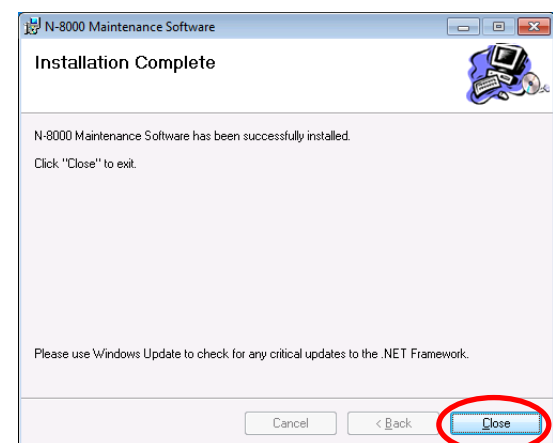 N-8000 Maintenance Software
Installation Complete
N-8000 Maintenance Software has been successfully installed.
Click "Close" to exit.
Please use Windows Update to check for any critical updates to the .NET Framework.
Cancel < Back Close